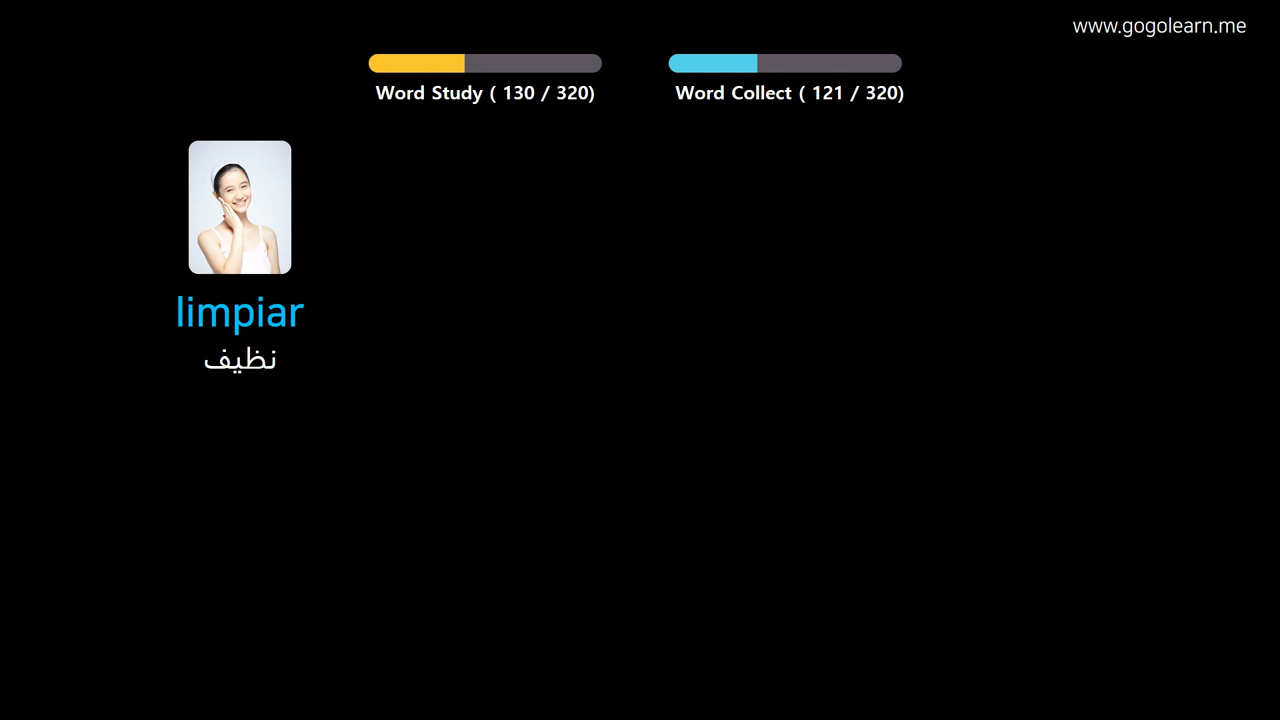 www.gogolearn.me
Word Study ( 130 / 320)
Word Collect ( 121 / 320)
limpiar
نظيف